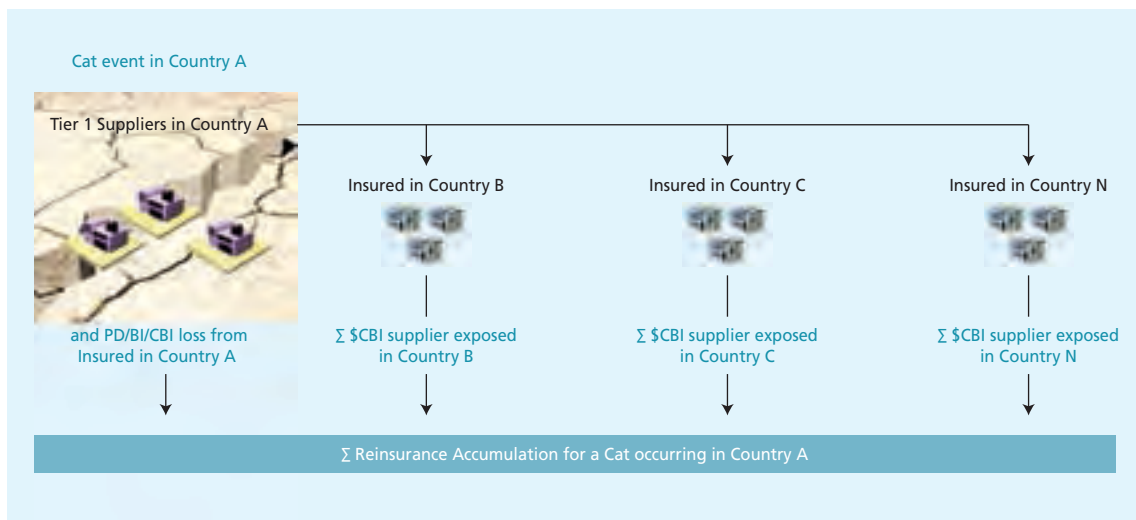 Cat event in Country A
Tier 1 Suppliers in Country A
Insured in Country B
Insured in Country C
Insured in Country N
and PD/BI/CBI loss from
Insured in Country A
∑ $CBI supplier exposed
in Country B
∑ $CBI supplier exposed
in Country C
∑ $CBI supplier exposed
in Country N
∑ Reinsurance Accumulation for a Cat occurring in Country A